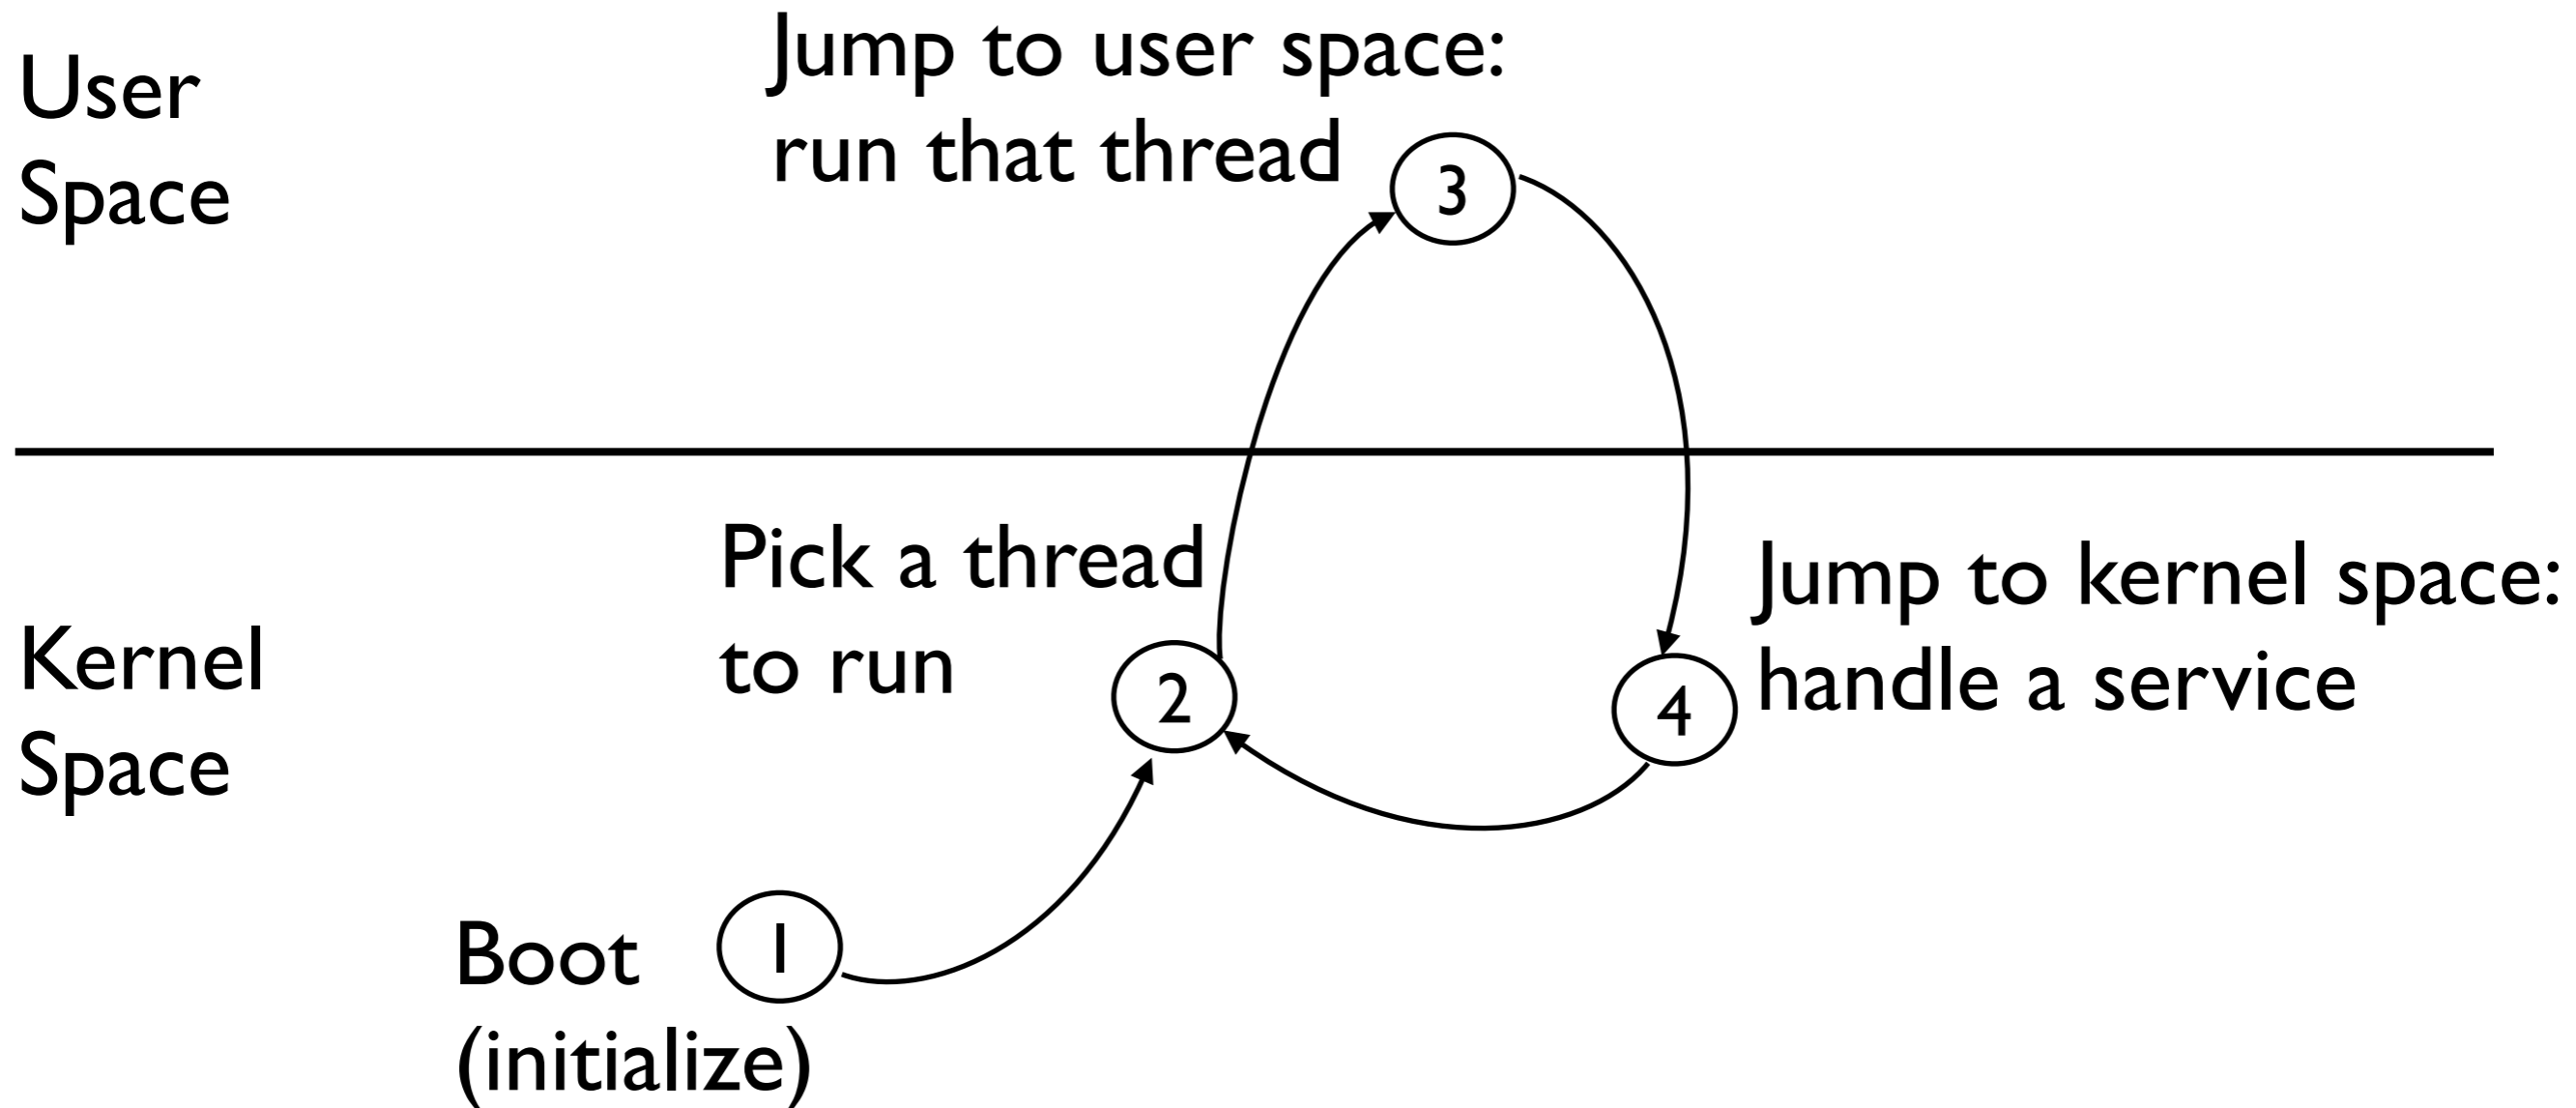 User
Space
Jump to user space:
run that thread
3
Pick a thread
to run
2
Kernel
Space
4
Jump to kernel space:
handle a service
Boot
(initialize)
1